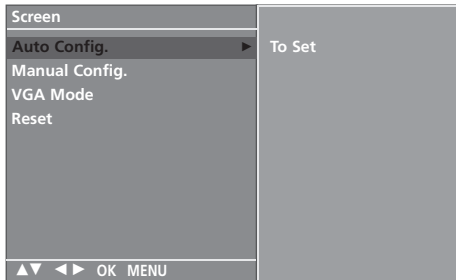 Screen
Auto Config. ▶ To Set
Manual Config.
VGA Mode
Reset
▲▼ ◀▶ OK MENU